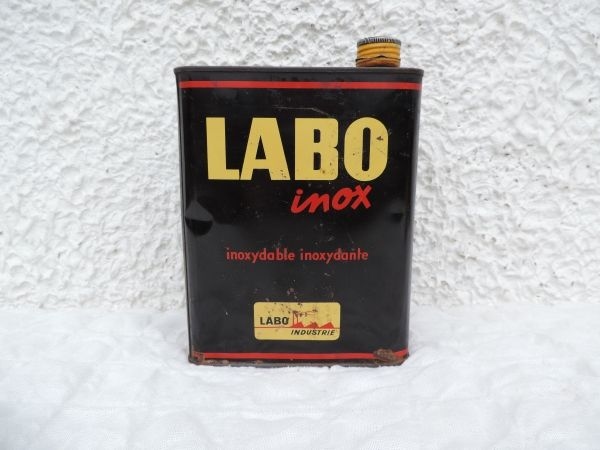 LABO
inox
inoxydable inoxydante
LABO
INDUSTRIE